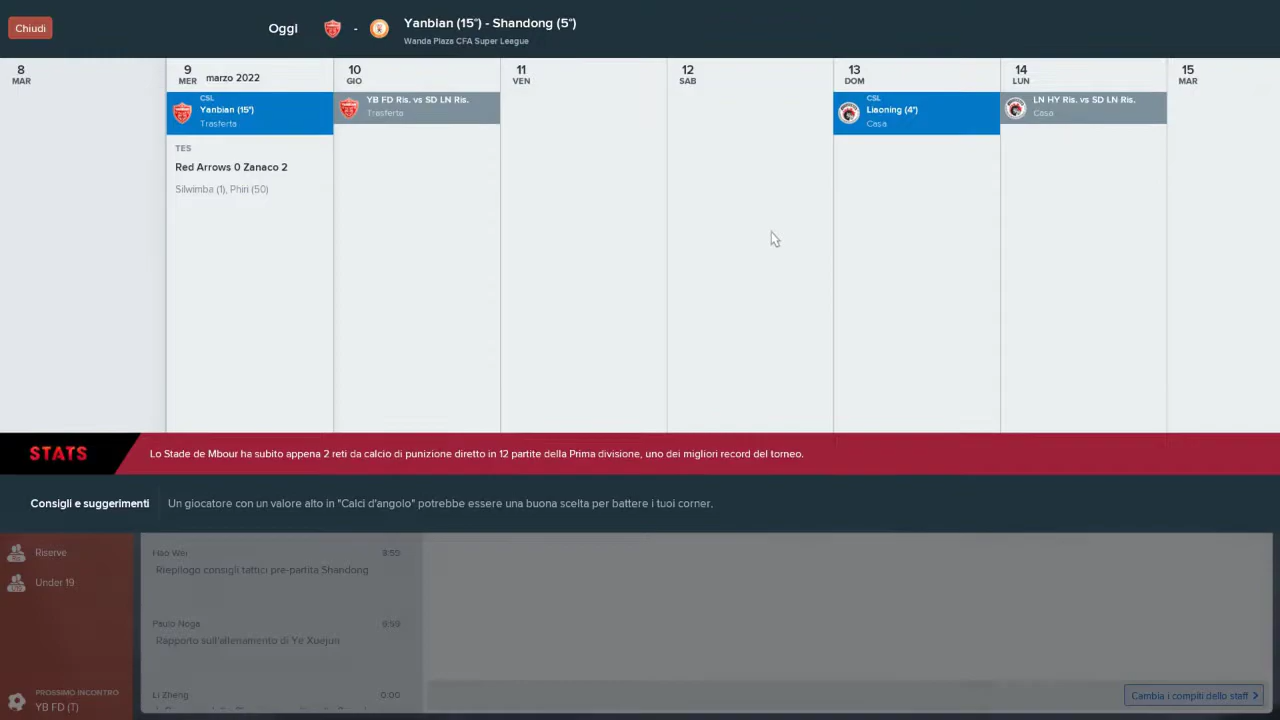 Chiudi
Oggi
-
Yanbian (15°) - Shandong (5°)
Wanda Plaza CFA Super League
8
MAR
9
MER
marzo 2022
10
GIO
11
VEN
12
SAB
13
DOM
14
LUN
15
MAR
CSL
Yanbian (15°)
Trasferta
YB FD Ris. vs SD LN Ris.
Trasferta
CSL
Liaoning (4°)
Casa
LN HY Ris. vs SD LN Ris.
Casa
TES
Red Arrows 0 Zanaco 2
Silwimba (1), Phiri (50)
STATS
Lo Stade de Mbour ha subito appena 2 reti da calcio di punizione diretto in 12 partite della Prima divisione, uno dei migliori record del torneo.
Consigli e suggerimenti
Un giocatore con un valore alto in "Calci d'angolo" potrebbe essere una buona scelta per battere i tuoi corner.
Riserve
Under 19
PROSSIMO INCONTRO
YB FD (T)
Hao Wei
Riepilogo consigli tattici pre-partita Shandong
Paulo Noga
Rapporto sull'allenamento di Ye Xuejun
Li Zheng
0:00
Cambia i compiti dello staff